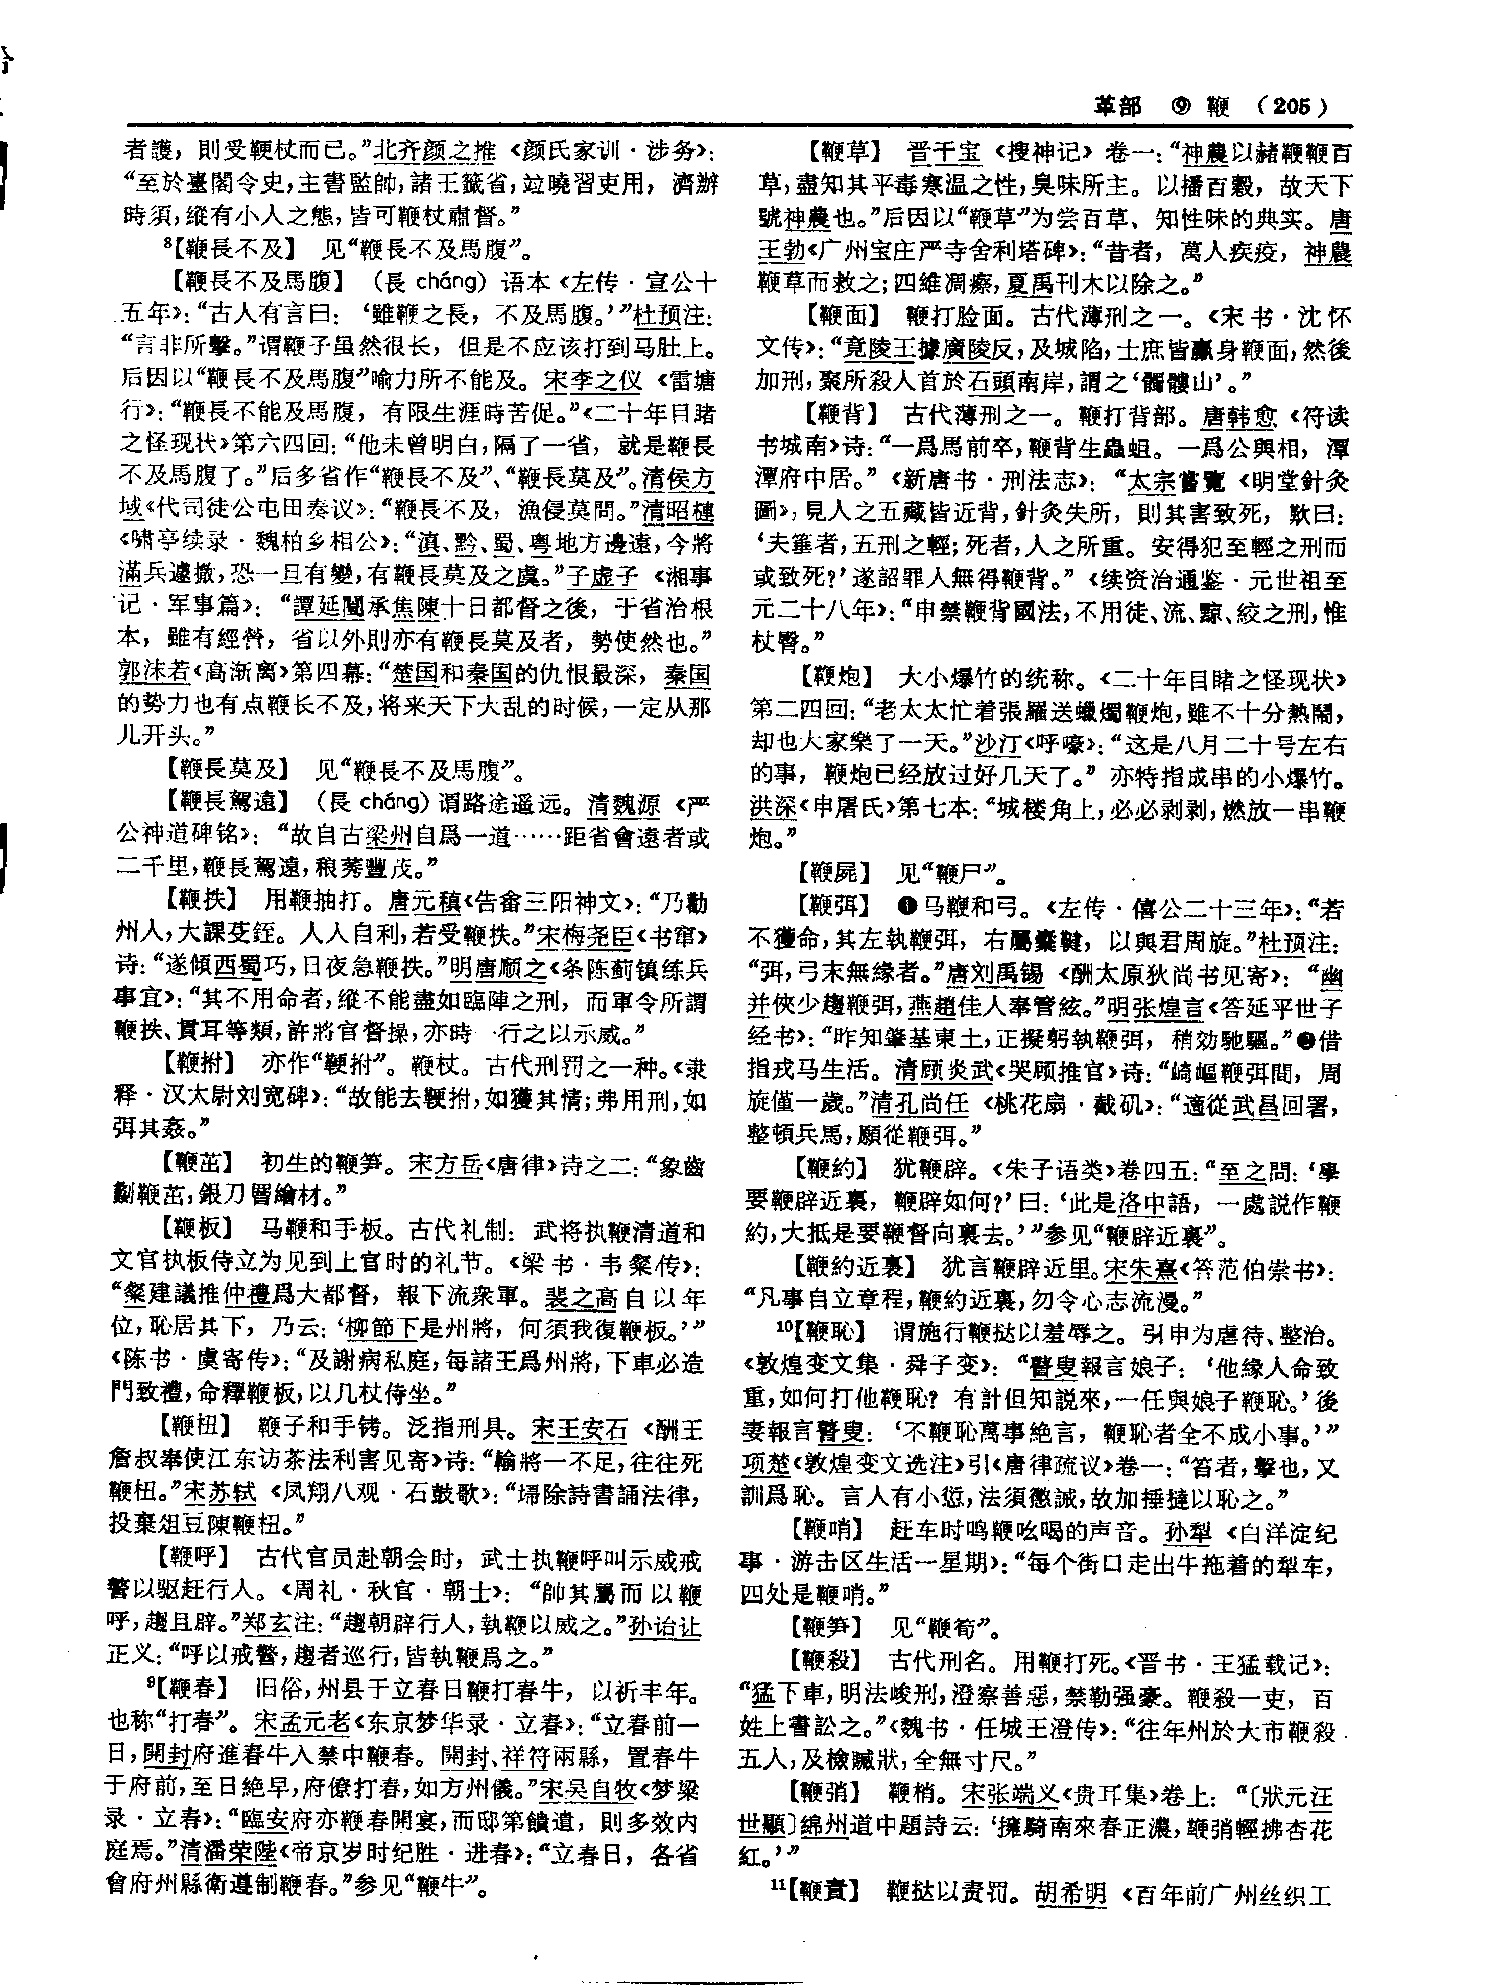 革部 ⑨ 鞭 (205)
者護，則受鞭杖而已。”北齐颜之推《颜氏家训·涉务》：
“至於臺閣令史，主書監帥，諸王籤省，竝曉習吏用，濟辦
時須，縱有小人之態，皆可鞭杖肅督。”
⁸【鞭長不及】 见“鞭長不及馬腹”。
【鞭長不及馬腹】 (長 cháng) 语本《左传·宣公十
五年》：“古人有言曰：‘雖鞭之長，不及馬腹。’”杜预注：
“言非所擊。”谓鞭子虽然很长，但是不应该打到马肚上。
后因以“鞭長不及馬腹”喻力所不能及。宋李之仪《雷塘
行》：“鞭長不能及馬腹，有限生涯時苦促。”《二十年目睹
之怪现状》第六四回：“他未曾明白，隔了一省，就是鞭長
不及馬腹了。”后多省作“鞭長不及”、“鞭長莫及”。清侯方
域《代司徒公屯田奏议》：“鞭長不及，漁侵莫問。”清昭槤
《啸亭续录·魏柏乡相公》：“滇、黔、蜀、粤地方邊遠，今將
滿兵遽撤，恐一旦有變，有鞭長莫及之虞。”子虚子《湘事
记·军事篇》：“譚延闓承焦陳十日都督之後，于省治根
本，雖有經營，省以外則亦有鞭長莫及者，勢使然也。”
郭沫若《高渐离》第四幕：“楚国和秦国的仇恨最深，秦国
的勢力也有点鞭长不及，将来天下大乱的时候，一定从那
儿开头。”
【鞭長莫及】 见“鞭長不及馬腹”。
【鞭長駕遠】 (長 cháng) 谓路途遥远。清魏源《严
公神道碑铭》：“故自古梁州自爲一道……距省會遠者或
二千里，鞭長駕遠，稂莠豐茂。”
【鞭抶】 用鞭抽打。唐元稹《告畬三阳神文》：“乃勸
州人，大課芟銍。人人自利，若受鞭抶。”宋梅尧臣《书窜》
诗：“遂傾西蜀巧，日夜急鞭抶。”明唐顺之《条陈蓟镇练兵
事宜》：“其不用命者，縱不能盡如臨陣之刑，而軍令所謂
鞭抶、貫耳等類，許將官督操，亦時一行之以示威。”
【鞭拊】 亦作“鞕拊”。鞭杖。古代刑罚之一种。《隶
释·汉太尉刘宽碑》：“故能去鞕拊，如獲其情；弗用刑，如
弭其姦。”
【鞭茁】 初生的鞭笋。宋方岳《唐律》诗之二：“象齒
劚鞭茁，銀刀罾繪材。”
【鞭板】 马鞭和手板。古代礼制：武将执鞭清道和
文官执板侍立为见到上官时的礼节。《梁书·韦粲传》：
“粲建議推仲禮爲大都督，報下流衆軍。裴之高自以年
位，恥居其下，乃云：‘柳節下是州將，何須我復鞭板。’”
《陈书·虞寄传》：“及謝病私庭，每諸王爲州將，下車必造
門致禮，命釋鞭板，以几杖侍坐。”
【鞭杻】 鞭子和手铐。泛指刑具。宋王安石《酬王
詹叔奉使江东访茶法利害见寄》诗：“輸將一不足，往往死
鞭杻。”宋苏轼《凤翔八观·石鼓歌》：“埽除詩書誦法律，
投棄俎豆陳鞭杻。”
【鞭呼】 古代官员赴朝会时，武士执鞭呼叫示威戒
警以驱赶行人。《周礼·秋官·朝士》：“帥其屬而以鞭
呼，趨且辟。”郑玄注：“趨朝辟行人，執鞭以威之。”孙诒让
正义：“呼以戒警，趨者巡行，皆執鞭爲之。”
⁹【鞭春】 旧俗，州县于立春日鞭打春牛，以祈丰年。
也称“打春”。宋孟元老《东京梦华录·立春》：“立春前一
日，開封府進春牛入禁中鞭春。開封、祥符兩縣，置春牛
于府前，至日絶早，府僚打春，如方州儀。”宋吴自牧《梦粱
录·立春》：“臨安府亦鞭春開宴，而邸第饋遺，則多效内
庭焉。”清潘荣陛《帝京岁时纪胜·进春》：“立春日，各省
會府州縣衛遵制鞭春。”参见“鞭牛”。
【鞭草】 晋干宝《搜神记》卷一：“神農以赭鞭鞭百
草，盡知其平毒寒温之性，臭味所主。以播百穀，故天下
號神農也。”后因以“鞭草”为尝百草、知性味的典实。唐
王勃《广州宝庄严寺舍利塔碑》：“昔者，萬人疾疫，神農
鞭草而救之；四維凋瘵，夏禹刊木以除之。”
【鞭面】 鞭打脸面。古代薄刑之一。《宋书·沈怀
文传》：“竟陵王據廣陵反，及城陷，士庶皆臝身鞭面，然後
加刑，聚所殺人首於石頭南岸，謂之‘髑髏山’。”
【鞭背】 古代薄刑之一。鞭打背部。唐韩愈《符读
书城南》诗：“一爲馬前卒，鞭背生蟲蛆。一爲公與相，潭
潭府中居。”《新唐书·刑法志》：“太宗嘗覽《明堂針灸
圖》，見人之五藏皆近背，針灸失所，則其害致死，歎曰：
‘夫箠者，五刑之輕；死者，人之所重。安得犯至輕之刑而
或致死？’遂詔罪人無得鞭背。”《续资治通鉴·元世祖至
元二十八年》：“申禁鞭背國法，不用徒、流、黥、絞之刑，惟
杖臀。”
【鞭炮】 大小爆竹的统称。《二十年目睹之怪现状》
第二四回：“老太太忙着張羅送蠟燭鞭炮，雖不十分熱鬧，
却也大家樂了一天。”沙汀《呼嚎》：“这是八月二十号左右
的事，鞭炮已经放过好几天了。”亦特指成串的小爆竹。
洪深《申屠氏》第七本：“城楼角上，必必剥剥，燃放一串鞭
炮。”
【鞭屍】 见“鞭尸”。
【鞭弭】 ❶马鞭和弓。《左传·僖公二十三年》：“若
不獲命，其左執鞭弭，右屬櫜鞬，以與君周旋。”杜预注：
“弭，弓末無緣者。”唐刘禹锡《酬太原狄尚书见寄》：“幽
并俠少趨鞭弭，燕趙佳人奉管絃。”明张煌言《答延平世子
经书》：“昨知肇基東土，正擬躬執鞭弭，稍効馳驅。”❷借
指戎马生活。清顾炎武《哭顾推官》诗：“崎嶇鞭弭間，周
旋僅一歲。”清孔尚任《桃花扇·截矶》：“適從武昌回署，
整頓兵馬，願從鞭弭。”
【鞭約】 犹鞭辟。《朱子语类》卷四五：“至之問：‘學
要鞭辟近裏，鞭辟如何？’曰：‘此是洛中語，一處説作鞭
約，大抵是要鞭督向裏去。’”参见“鞭辟近裏”。
【鞭約近裏】 犹言鞭辟近里。宋朱熹《答范伯崇书》：
“凡事自立章程，鞭約近裏，勿令心志流漫。”
¹⁰【鞭恥】 谓施行鞭挞以羞辱之。引申为虐待、整治。
《敦煌变文集·舜子变》：“瞽叟報言娘子：‘他緣人命致
重，如何打他鞭恥？有計但知説來，一任與娘子鞭恥。’後
妻報言瞽叟：‘不鞭恥萬事絶言，鞭恥者全不成小事。’”
项楚《敦煌变文选注》引《唐律疏议》卷一：“笞者，擊也，又
訓爲恥。言人有小愆，法須懲誡，故加捶撻以恥之。”
【鞭哨】 赶车时鸣鞭吆喝的声音。孙犁《白洋淀纪
事·游击区生活一星期》：“每个街口走出牛拖着的犁车，
四处是鞭哨。”
【鞭笋】 见“鞭筍”。
【鞭殺】 古代刑名。用鞭打死。《晋书·王猛载记》：
“猛下車，明法峻刑，澄察善惡，禁勒强豪。鞭殺一吏，百
姓上書訟之。”《魏书·任城王澄传》：“往年州於大市鞭殺
五人，及檢贓狀，全無寸尺。”
【鞭弰】 鞭梢。宋张端义《贵耳集》卷上：“〔狀元汪
世顯〕綿州道中題詩云：‘擁騎南來春正濃，鞭弰輕拂杏花
紅。’”
¹¹【鞭責】 鞭挞以责罚。胡希明《百年前广州丝织工